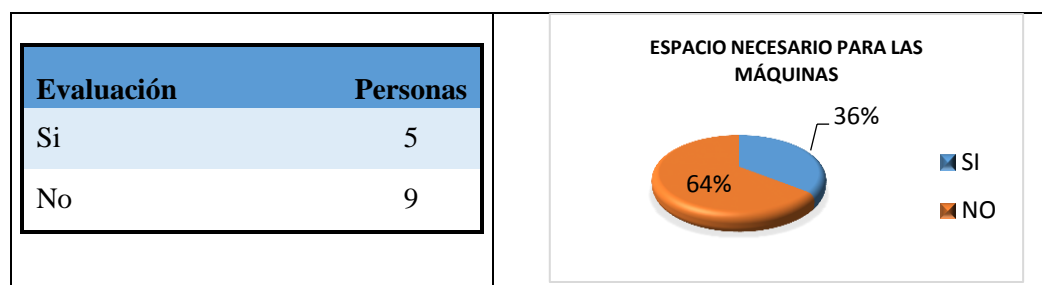 Evaluación Personas
Si 5
No 9
ESPACIO NECESARIO PARA LAS
MÁQUINAS
36%
64%
SI
NO